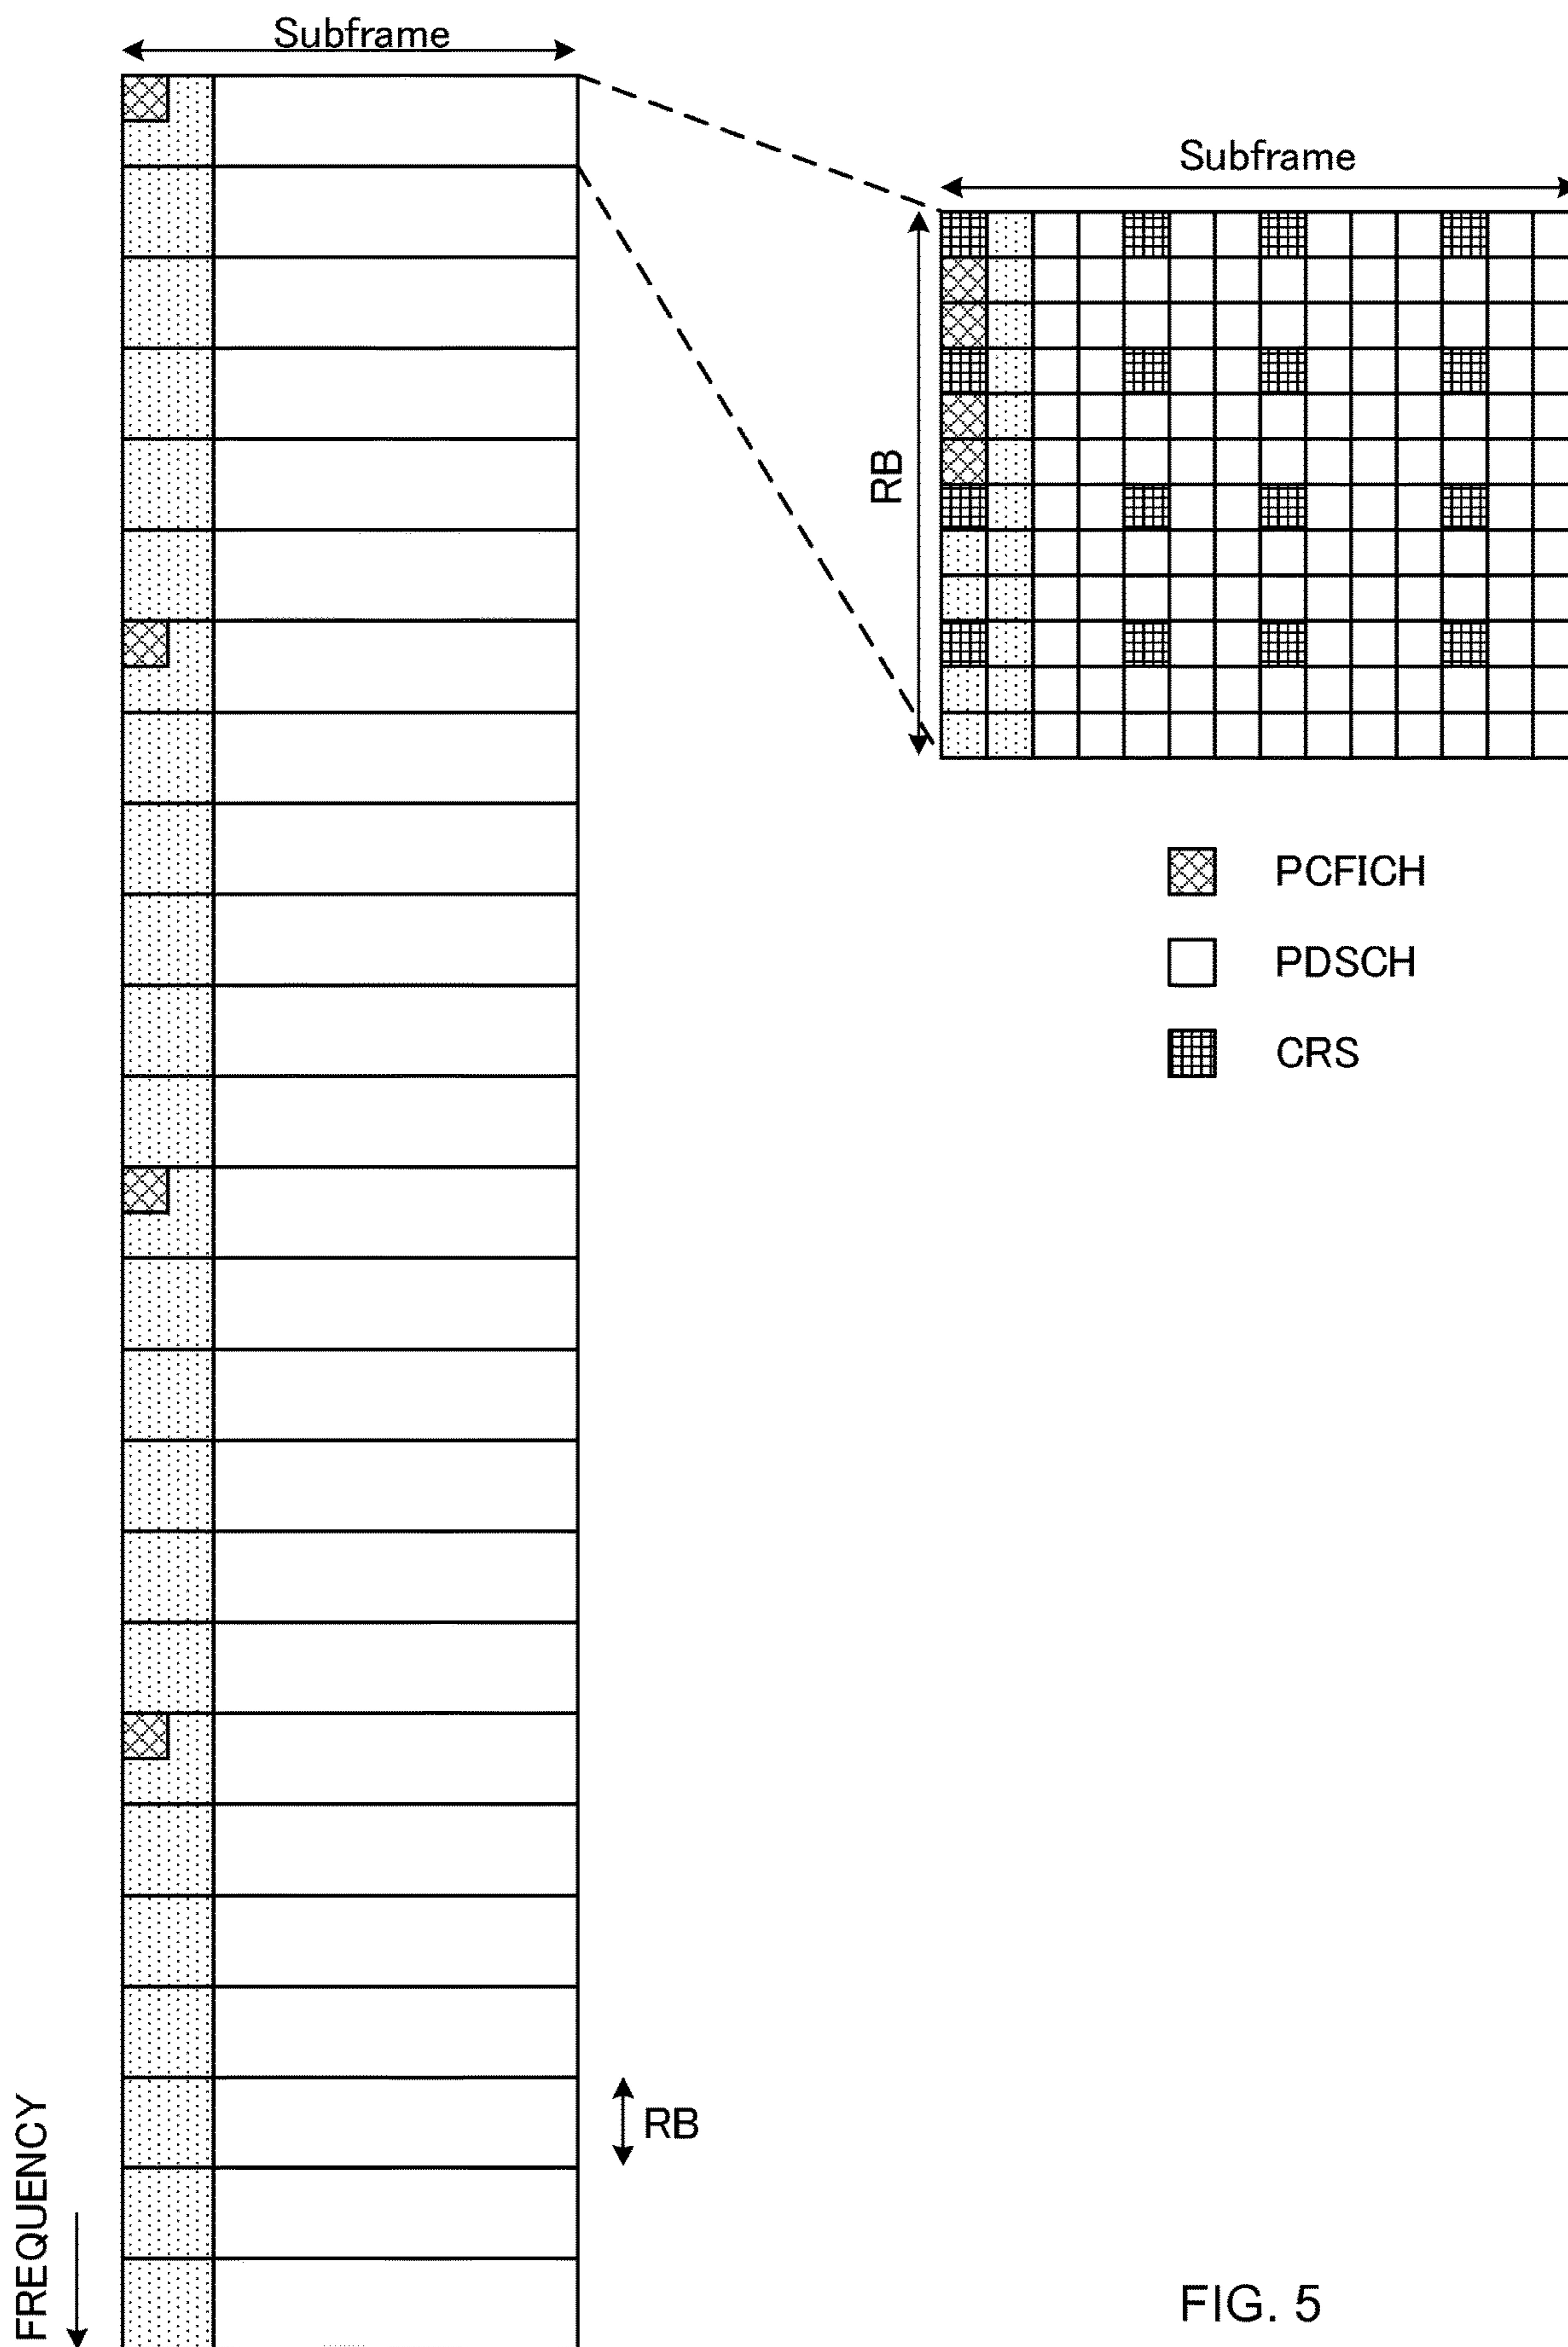 Subframe
Subframe
RB
PCFICH
PDSCH
CRS
RB
FREQUENCY
FIG. 5